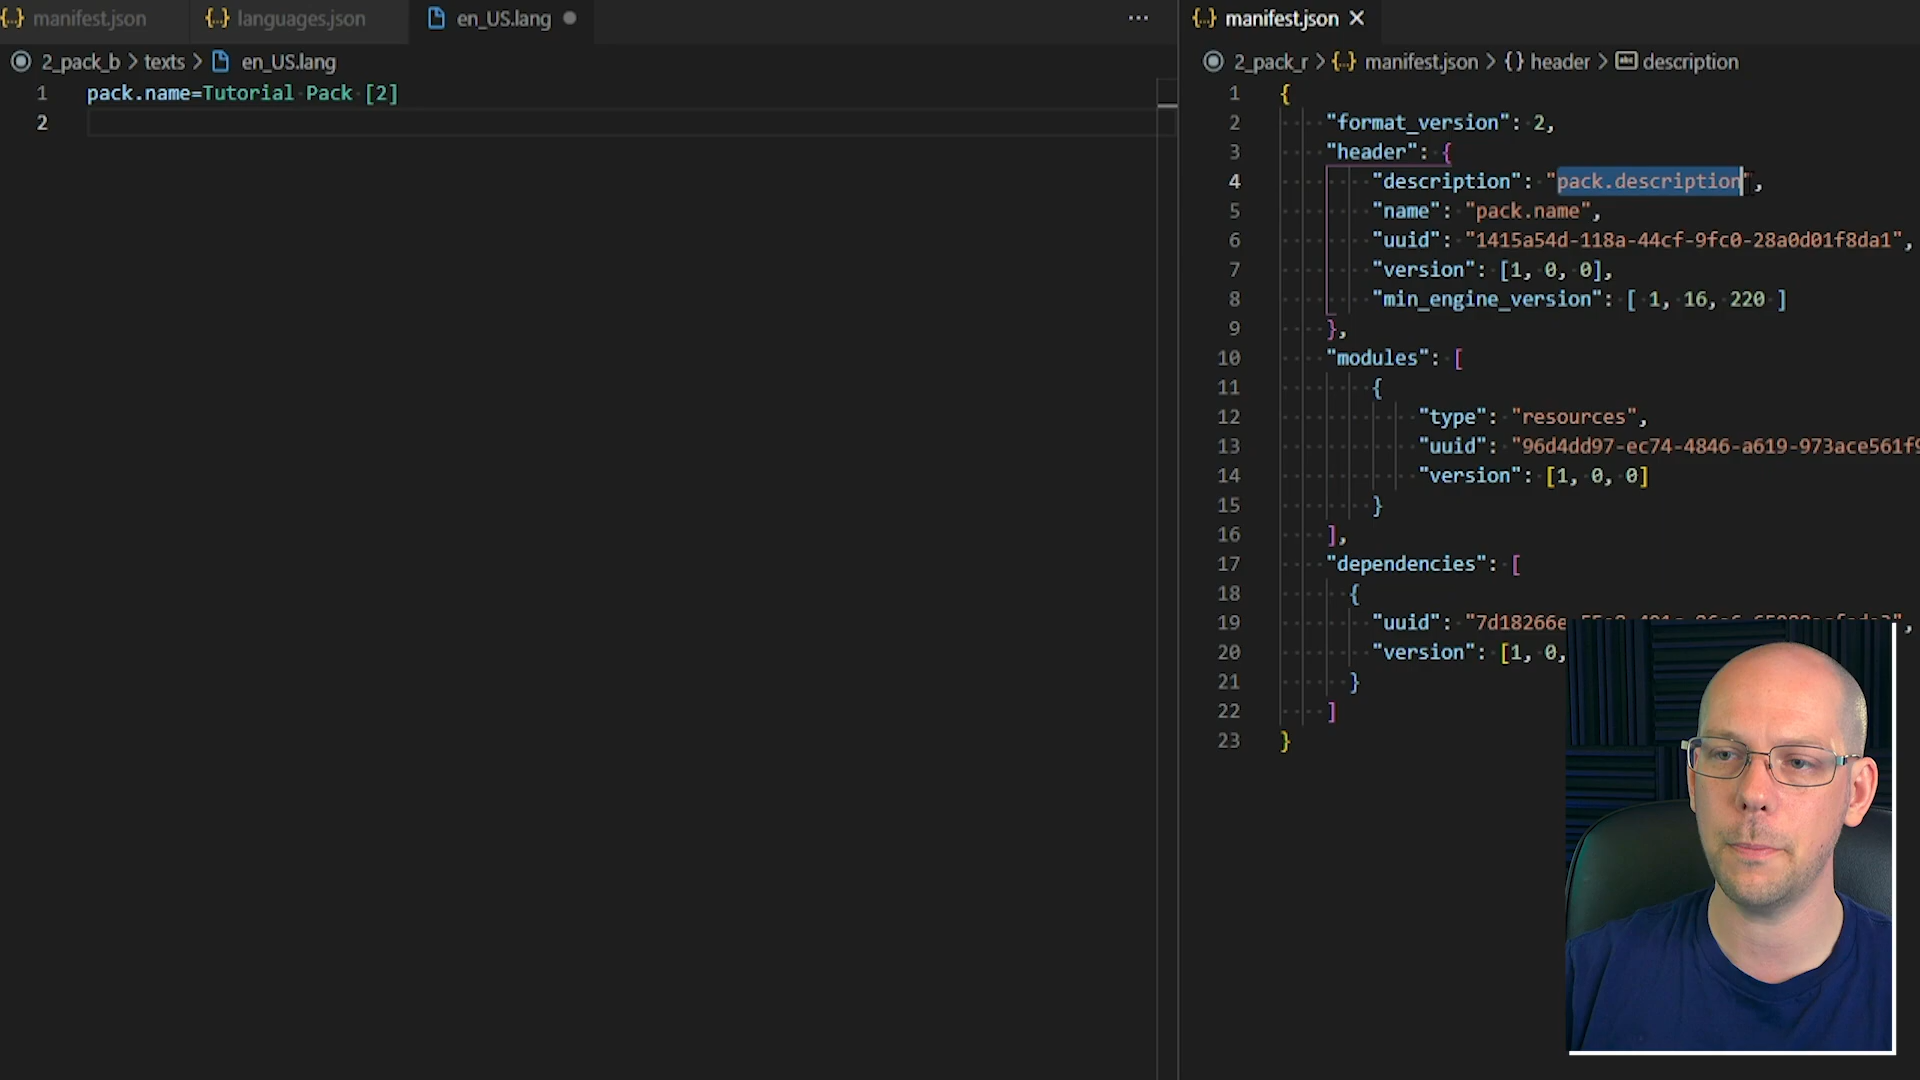 manifest.json
languages.json
en_US.lang
2_pack_b > texts > en_US.lang
1 pack.name=Tutorial Pack [2]
2
manifest.json
2_pack_r > {} manifest.json > {} header > description
1 {
2 "format_version": 2,
3 "header": {
4 "description": "pack.description",
5 "name": "pack.name",
6 "uuid": "1415a54d-118a-44cf-9fc0-28a0d01f8da1",
7 "version": [1, 0, 0],
8 "min_engine_version": [ 1, 16, 220 ]
9 },
10 "modules": [
11 {
12 "type": "resources",
13 "uuid": "96d4dd97-ec74-4846-a619-973ace561f9
14 "version": [1, 0, 0]
15 }
16 ],
17 "dependencies": [
18 {
19 "uuid": "7d18266e
20 "version": [1, 0,
21 }
22 ]
23 }